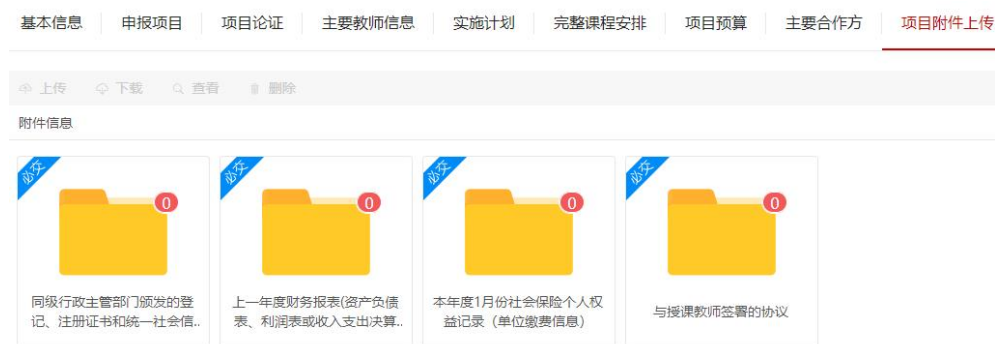 基本信息 申报项目 项目论证 主要教师信息 实施计划 完整课程安排 项目预算 主要合作方 项目附件上传
上传 下载 查看 删除
附件信息
必交 必交 必交 必交
0 0 0 0
同级行政主管部门颁发的登
记、注册证书和统一社会信..
上一年度财务报表(资产负债
表、利润表或收入支出决算..
本年度1月份社会保险个人权
益记录（单位缴费信息）
与授课教师签署的协议